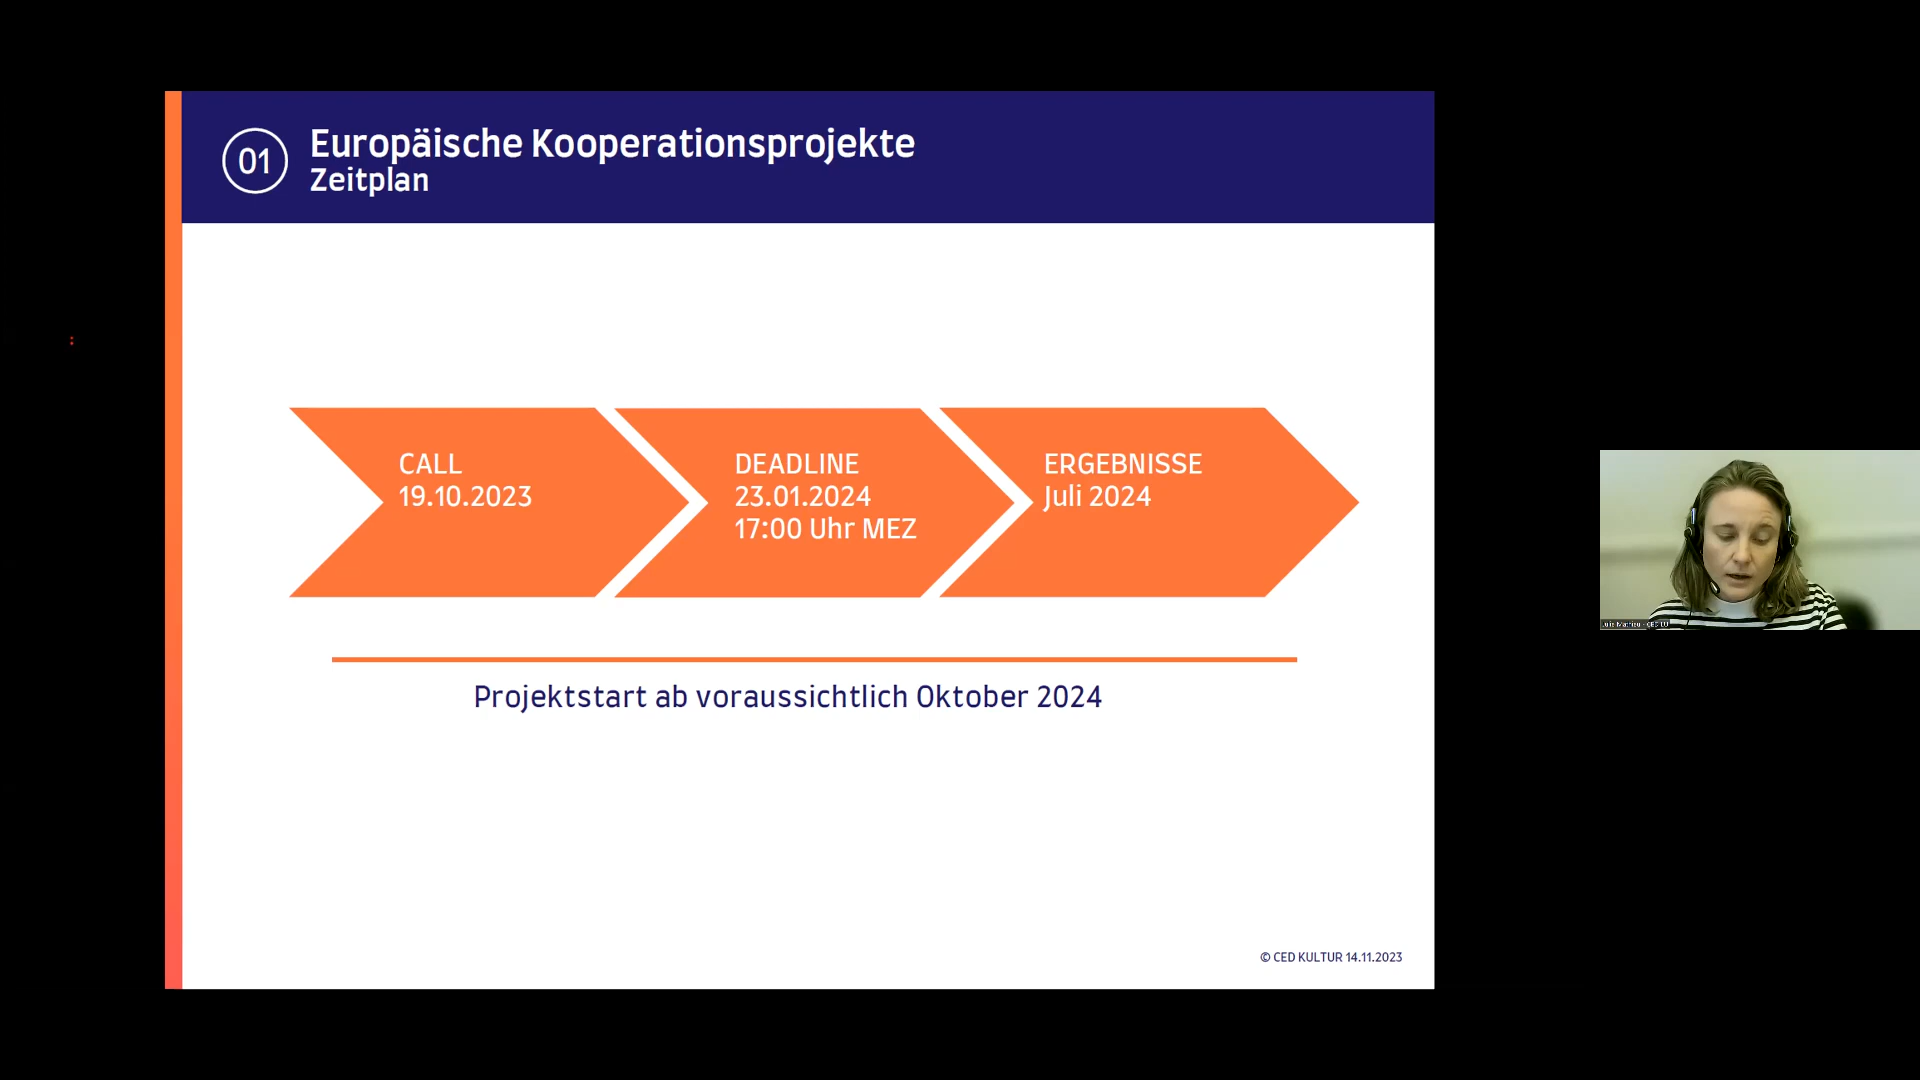 01
Europäische Kooperationsprojekte
Zeitplan
CALL
19.10.2023
DEADLINE
23.01.2024
17:00 Uhr MEZ
ERGEBNISSE
Juli 2024
Projektstart ab voraussichtlich Oktober 2024
© CED KULTUR 14.11.2023